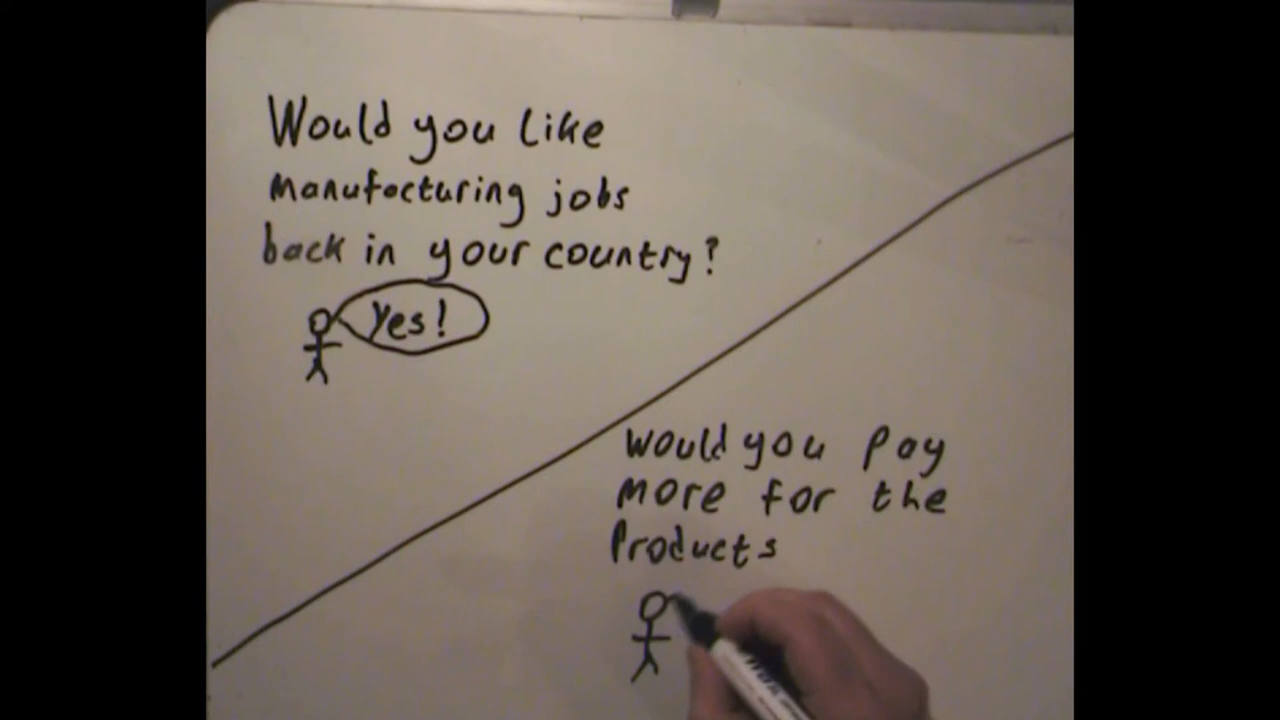 Would you like
manufacturing jobs
back in your country?
Yes!
would you pay
more for the
Products